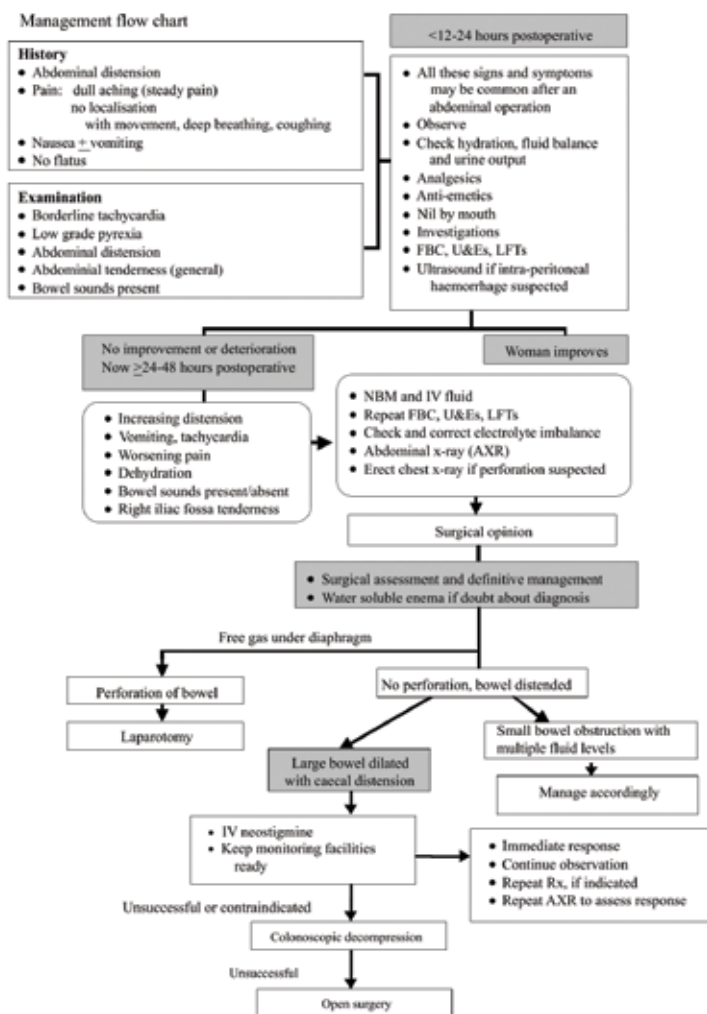 Management flow chart
History
● Abdominal distension
● Pain: dull aching (steady pain)
no localisation
with movement, deep breathing, coughing
● Nausea + vomiting
● No flatus
Examination
● Borderline tachycardia
● Low grade pyrexia
● Abdominal distension
● Abdominial tenderness (general)
● Bowel sounds present
<12-24 hours postoperative
● All these signs and symptoms
may be common after an
abdominal operation
● Observe
● Check hydration, fluid balance
and urine output
● Analgesics
● Anti-emetics
● Nil by mouth
● Investigations
● FBC, U&Es, LFTs
● Ultrasound if intra-peritoneal
haemorrhage suspected
No improvement or deterioration
Now ≥24-48 hours postoperative
Woman improves
● Increasing distension
● Vomiting, tachycardia
● Worsening pain
● Dehydration
● Bowel sounds present/absent
● Right iliac fossa tenderness
● NBM and IV fluid
● Repeat FBC, U&Es, LFTs
● Check and correct electrolyte imbalance
● Abdominal x-ray (AXR)
● Erect chest x-ray if perforation suspected
Surgical opinion
● Surgical assessment and definitive management
● Water soluble enema if doubt about diagnosis
Free gas under diaphragm
Perforation of bowel
Laparotomy
No perforation, bowel distended
Small bowel obstruction with
multiple fluid levels
Manage accordingly
Large bowel dilated
with caecal distension
● IV neostigmine
● Keep monitoring facilities
ready
● Immediate response
● Continue observation
● Repeat Rx, if indicated
● Repeat AXR to assess response
Unsuccessful or contraindicated
Colonoscopic decompression
Unsuccessful
Open surgery